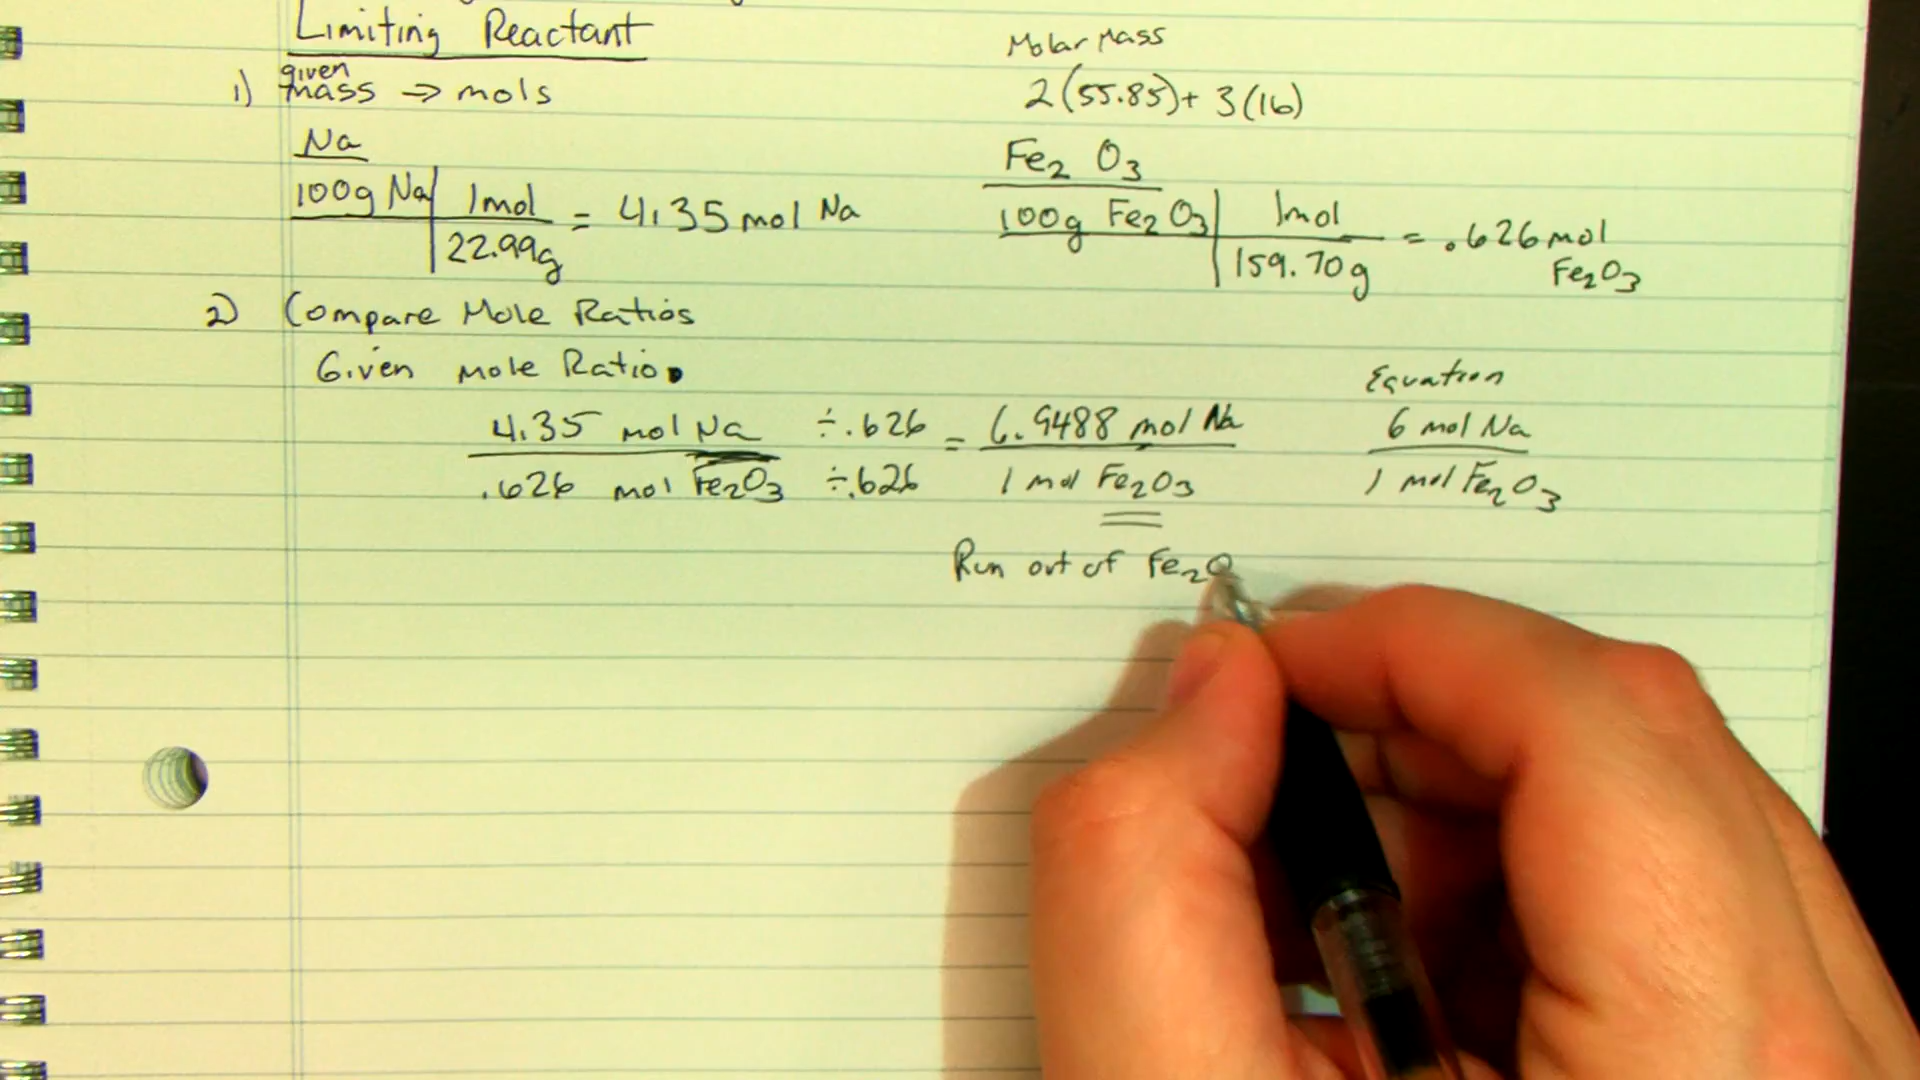 Limiting Reactant
1) given mass → mols
Na
100g Na | 1mol = 4.35 mol Na
22.99g
Molar Mass
2(55.85)+ 3(16)
Fe2 O3
100g Fe2O3 | 1mol = .626 mol
159.70g Fe2O3
2) Compare Mole Ratios
Given mole Ratio
Equation
4.35 mol Na ÷.626 = 6.9488 mol Na 6 mol Na
.626 mol Fe2O3 ÷.626 1 mol Fe2O3 1 mol Fe2O3
Run out of Fe2O